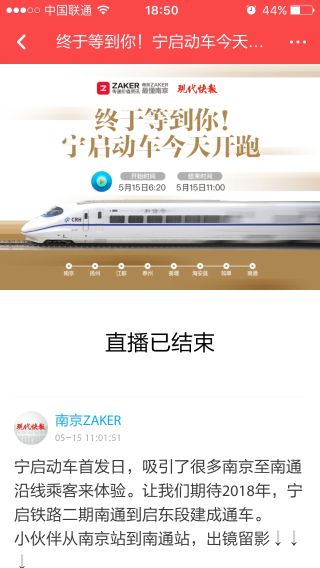 中国联通 18:50 44%
终于等到你！宁启动车今天...
ZAKER 传递价值资讯 南京ZAKER 最懂南京 现代快报
终于等到你！
宁启动车今天开跑
开始时间 结束时间
5月15日6:20 5月15日11:00
CRH
南京 扬州 江都 泰州 姜堰 海安县 如皋 南通
直播已结束
现代快报 南京ZAKER
05-15 11:01:51
宁启动车首发日，吸引了很多南京至南通
沿线乘客来体验。让我们期待2018年，宁
启铁路二期南通到启东段建成通车。
小伙伴从南京站到南通站，出镜留影↓↓
↓